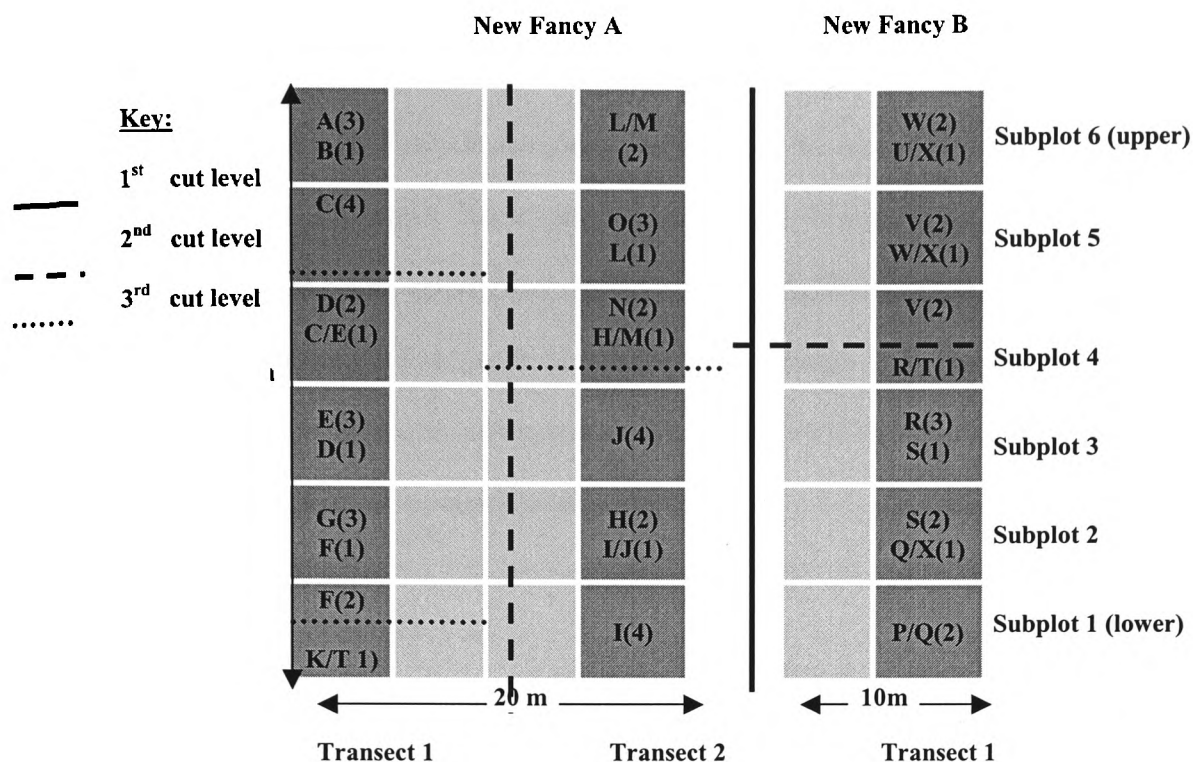 New Fancy A
New Fancy B
Key:
1st cut level
2nd cut level
3rd cut level
A(3)
B(1)
L/M
(2)
W(2)
U/X(1)
Subplot 6 (upper)
C(4)
O(3)
L(1)
V(2)
W/X(1)
Subplot 5
D(2)
C/E(1)
N(2)
H/M(1)
V(2)
R/T(1)
Subplot 4
E(3)
D(1)
J(4)
R(3)
S(1)
Subplot 3
G(3)
F(1)
H(2)
I/J(1)
S(2)
Q/X(1)
Subplot 2
F(2)
K/T 1)
I(4)
P/Q(2)
Subplot 1 (lower)
20 m
10m
Transect 1
Transect 2
Transect 1